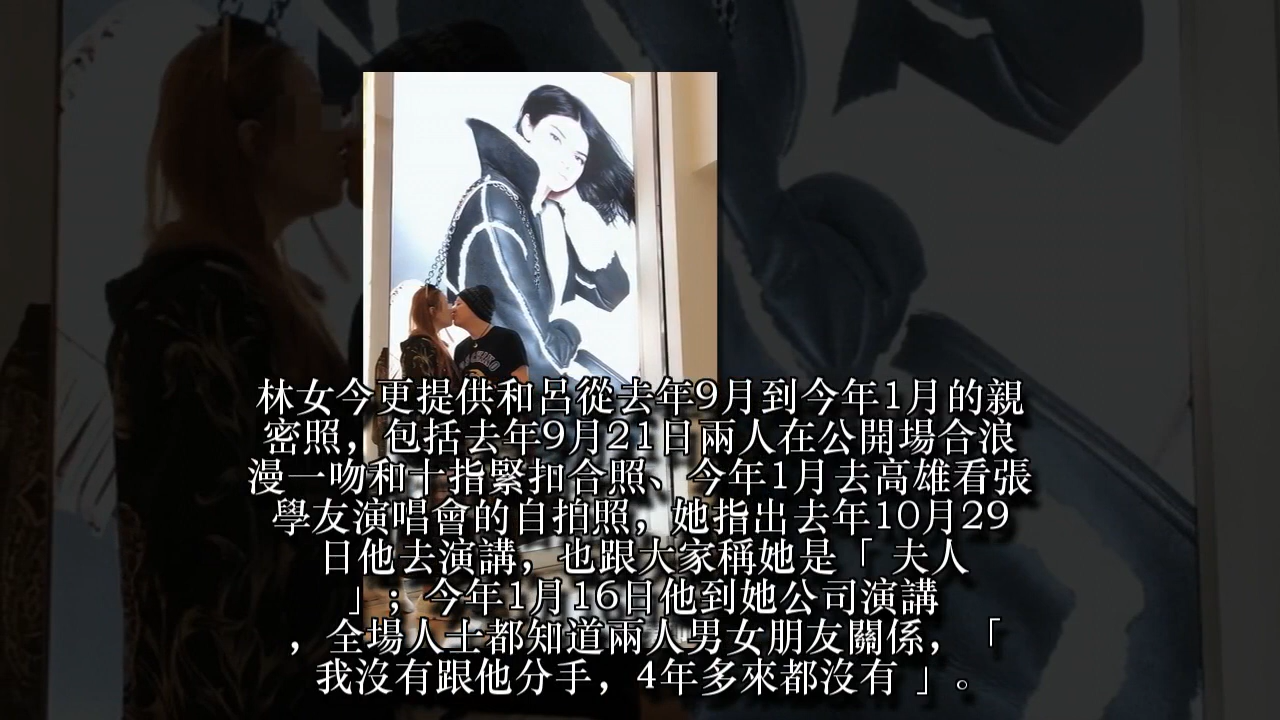 林女今更提供和呂從去年9月到今年1月的親
密照，包括去年9月21日兩人在公開場合浪
漫一吻和十指緊扣合照、今年1月去高雄看張
學友演唱會的自拍照，她指出去年10月29
日他去演講，也跟大家稱她是「 夫人
」；今年1月16日他到她公司演講
，全場人士都知道兩人男女朋友關係，「
我沒有跟他分手，4年多來都沒有 」。